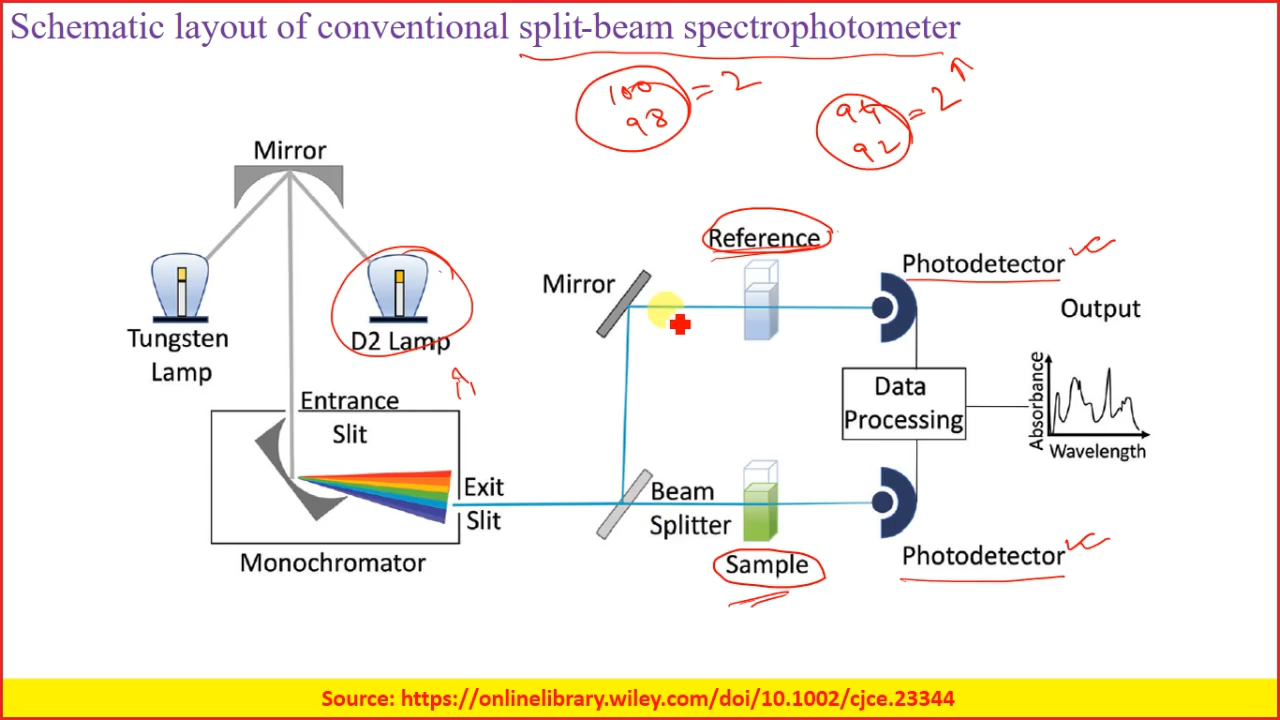 Schematic layout of conventional split-beam spectrophotometer
100
98
= 2
94
92
= 2
Mirror
Tungsten
Lamp
D2 Lamp
Entrance
Slit
Exit
Slit
Monochromator
Mirror
Reference
Beam
Splitter
Sample
Photodetector
Output
Data
Processing
Absorbance
Wavelength
Photodetector
Source: https://onlinelibrary.wiley.com/doi/10.1002/cjce.23344